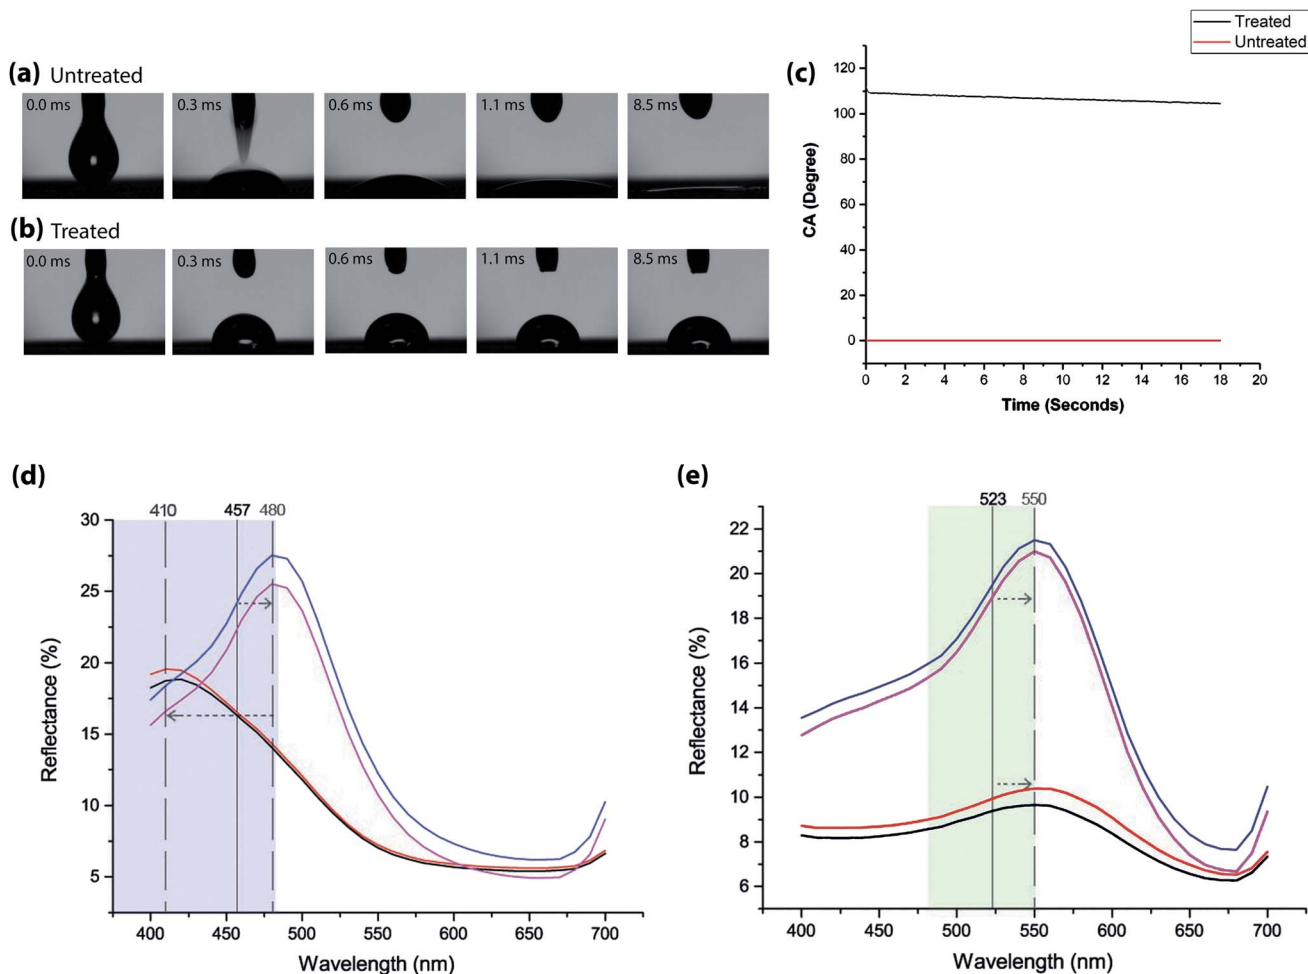 Treated
Untreated
(a) Untreated
0.0 ms 0.3 ms 0.6 ms 1.1 ms 8.5 ms
(b) Treated
0.0 ms 0.3 ms 0.6 ms 1.1 ms 8.5 ms
(c)
120
100
80
60
40
20
0
CA (Degree)
0 2 4 6 8 10 12 14 16 18 20
Time (Seconds)
(d)
410 457 480
30
25
20
15
10
5
Reflectance (%)
400 450 500 550 600 650 700
Wavelength (nm)
(e)
523 550
22
20
18
16
14
12
10
8
6
Reflectance (%)
400 450 500 550 600 650 700
Wavelength (nm)